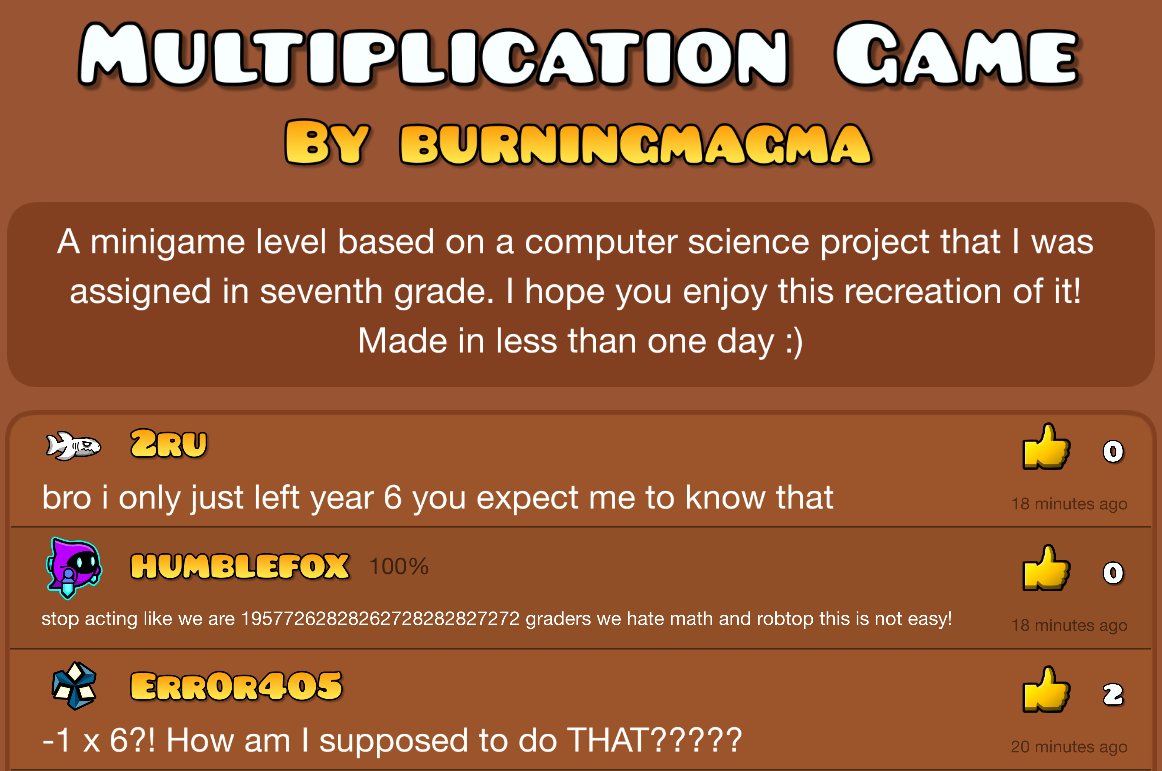 Multiplication Game
By burningmagma
A minigame level based on a computer science project that I was
assigned in seventh grade. I hope you enjoy this recreation of it!
Made in less than one day :)
2ru
0
bro i only just left year 6 you expect me to know that
18 minutes ago
humblefox 100%
0
stop acting like we are 19577262828262728282827272 graders we hate math and robtop this is not easy!
18 minutes ago
Err0r405
2
-1 x 6?! How am I supposed to do THAT?????
20 minutes ago